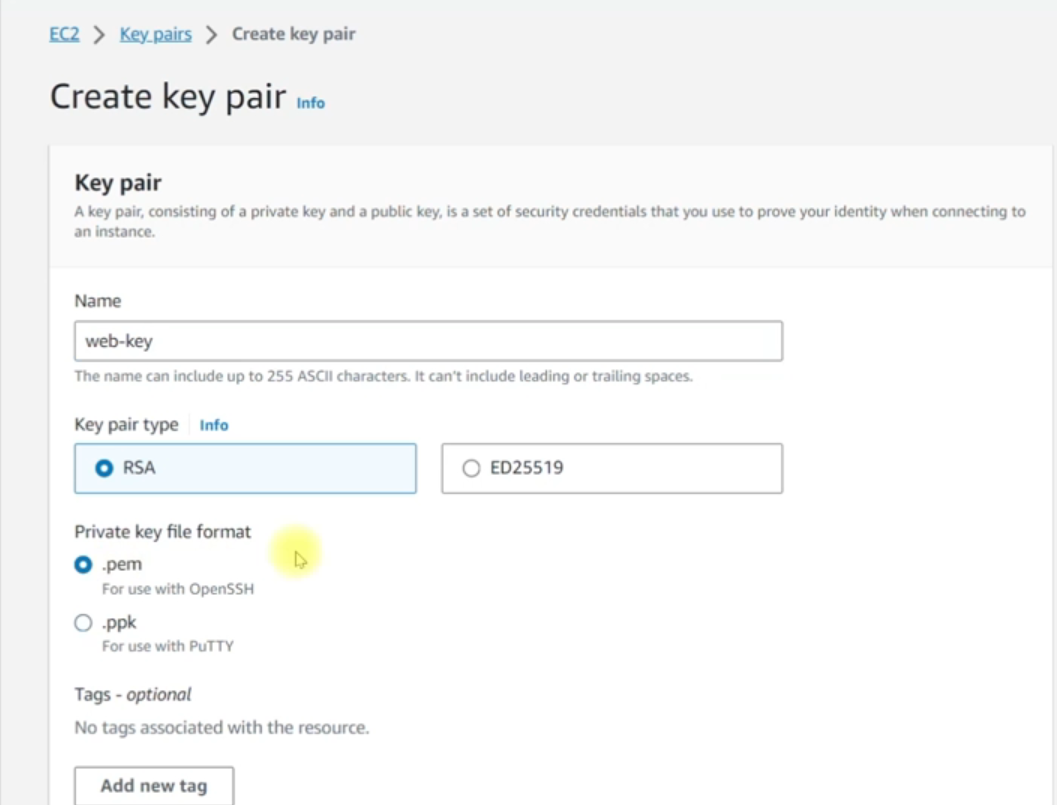 EC2 > Key pairs > Create key pair
Create key pair Info
Key pair
A key pair, consisting of a private key and a public key, is a set of security credentials that you use to prove your identity when connecting to
an instance.
Name
web-key
The name can include up to 255 ASCII characters. It can't include leading or trailing spaces.
Key pair type Info
RSA ED25519
Private key file format
.pem
For use with OpenSSH
.ppk
For use with PuTTY
Tags - optional
No tags associated with the resource.
Add new tag